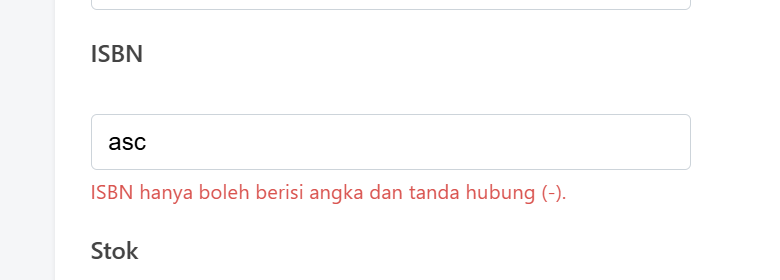 ISBN
asc
ISBN hanya boleh berisi angka dan tanda hubung (-).
Stok